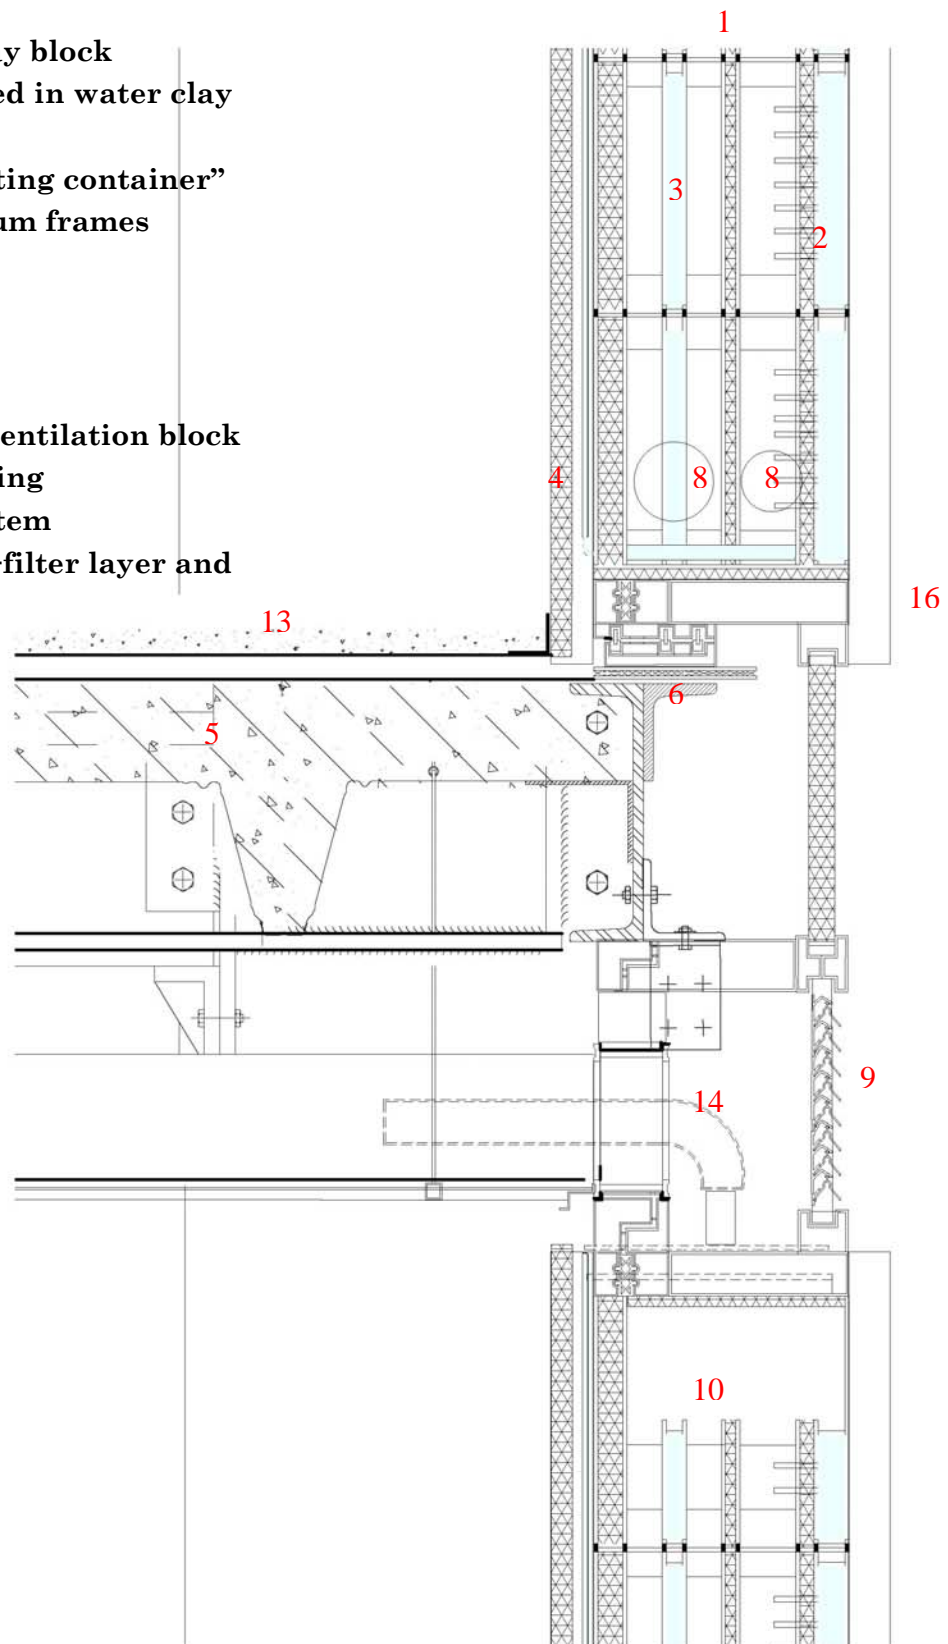 1
y block
ed in water clay
ting container”
um frames
3
2
entilation block
ing
tem
filter layer and
4
8
8
16
13
6
5
9
14
10